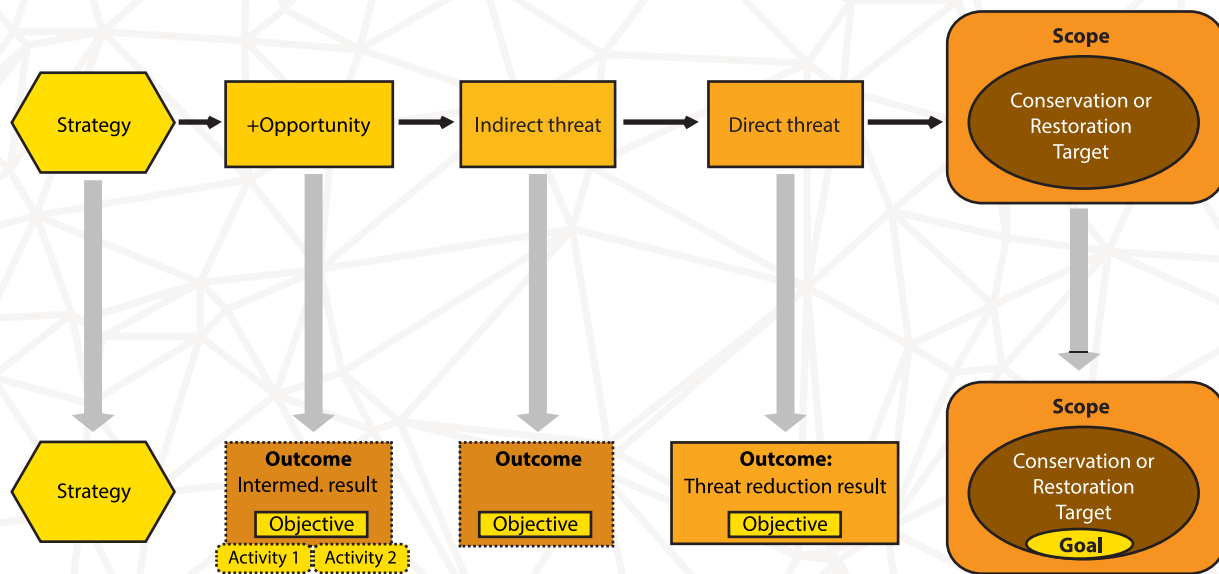 Scope
Strategy
+Opportunity
Indirect threat
Direct threat
Conservation or
Restoration
Target
Strategy
Outcome
Intermed. result
Objective
Activity 1
Activity 2
Outcome
Objective
Outcome:
Threat reduction result
Objective
Scope
Conservation or
Restoration
Target
Goal